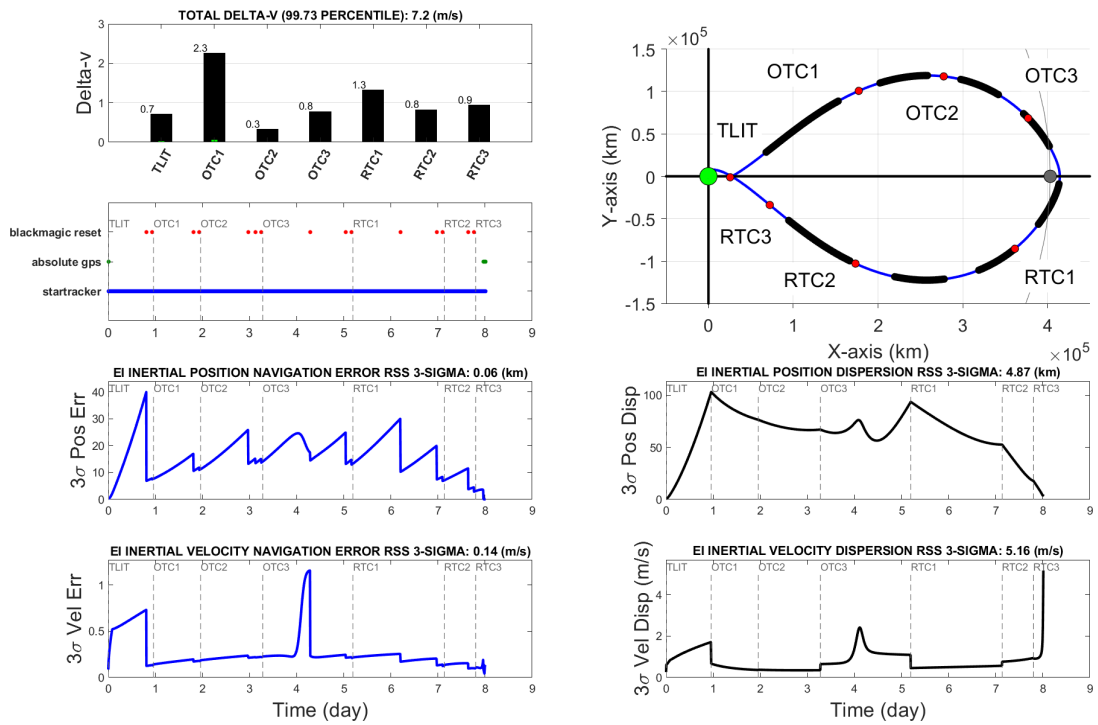 TOTAL DELTA-V (99.73 PERCENTILE): 7.2 (m/s)
3
2
1
0
Delta-v
0.7
2.3
0.3
0.8
1.3
0.8
0.9
TLIT
OTC1
OTC2
OTC3
RTC1
RTC2
RTC3
TLIT
OTC1
OTC2
OTC3
RTC1
RTC2
RTC3
blackmagic reset
absolute gps
startracker
0 1 2 3 4 5 6 7 8 9
×10⁵
1.5
1
0.5
0
-0.5
-1
-1.5
Y-axis (km)
OTC1
OTC3
OTC2
TLIT
RTC3
RTC2
RTC1
0 1 2 3 4
X-axis (km)
×10⁵
EI INERTIAL POSITION NAVIGATION ERROR RSS 3-SIGMA: 0.06 (km)
TLIT OTC1 OTC2 OTC3 RTC1 RTC2 RTC3
40
30
20
10
0
3σ Pos Err
0 1 2 3 4 5 6 7 8 9
EI INERTIAL POSITION DISPERSION RSS 3-SIGMA: 4.87 (km)
TLIT OTC1 OTC2 OTC3 RTC1 RTC2 RTC3
100
50
0
3σ Pos Disp
0 1 2 3 4 5 6 7 8 9
EI INERTIAL VELOCITY NAVIGATION ERROR RSS 3-SIGMA: 0.14 (m/s)
TLIT OTC1 OTC2 OTC3 RTC1 RTC2 RTC3
1
0.5
0
3σ Vel Err
0 1 2 3 4 5 6 7 8 9
Time (day)
EI INERTIAL VELOCITY DISPERSION RSS 3-SIGMA: 5.16 (m/s)
TLIT OTC1 OTC2 OTC3 RTC1 RTC2 RTC3
4
2
0
3σ Vel Disp (m/s)
0 1 2 3 4 5 6 7 8 9
Time (day)